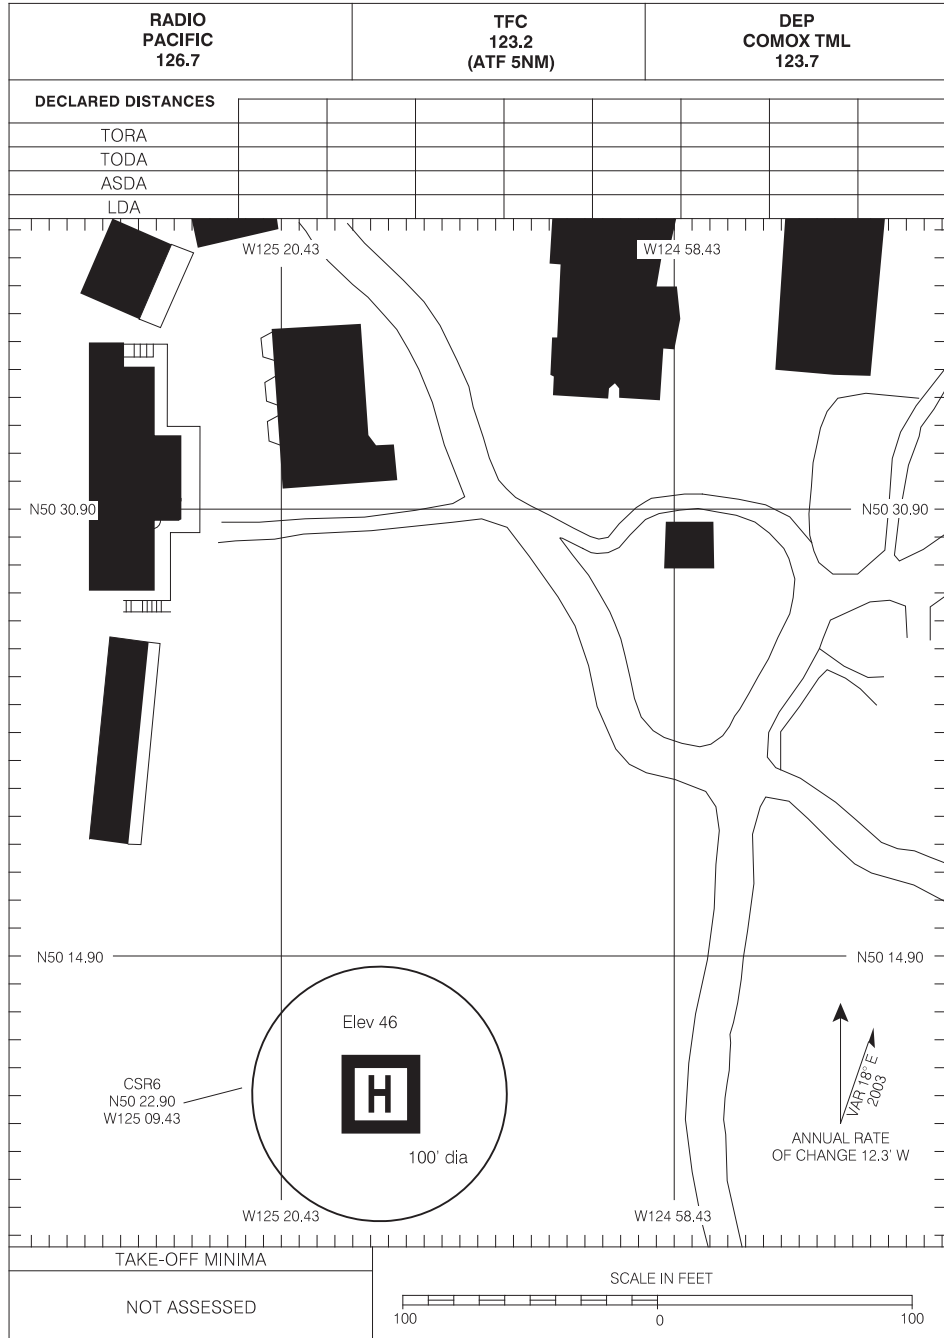 RADIO
PACIFIC
126.7
TFC
123.2
(ATF 5NM)
DEP
COMOX TML
123.7
DECLARED DISTANCES
TORA
TODA
ASDA
LDA
W125 20.43
W124 58.43
N50 30.90
N50 30.90
N50 14.90
N50 14.90
Elev 46
H
CSR6
N50 22.90
W125 09.43
100' dia
VAR 18° E
2003
ANNUAL RATE
OF CHANGE 12.3' W
W125 20.43
W124 58.43
TAKE-OFF MINIMA
NOT ASSESSED
SCALE IN FEET
100
0
100